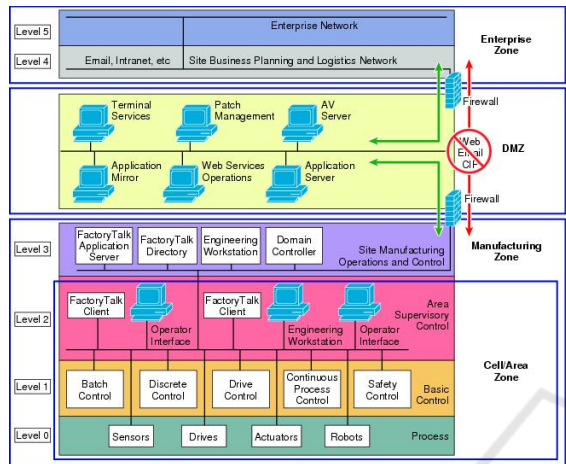 Level 5
Enterprise Network
Enterprise
Zone
Level 4
Email, Intranet, etc
Site Business Planning and Logistics Network
Firewall
Terminal
Services
Patch
Management
AV
Server
Web
Email
CIP
DMZ
Application
Mirror
Web Services
Operations
Application
Server
Firewall
Level 3
FactoryTalk
Application
Server
FactoryTalk
Directory
Engineering
Workstation
Domain
Controller
Site Manufacturing
Operations and Control
Manufacturing
Zone
Level 2
FactoryTalk
Client
Operator
Interface
FactoryTalk
Client
Engineering
Workstation
Operator
Interface
Area
Supervisory
Control
Cell/Area
Zone
Level 1
Batch
Control
Discrete
Control
Drive
Control
Continuous
Process
Control
Safety
Control
Basic
Control
Level 0
Sensors
Drives
Actuators
Robots
Process